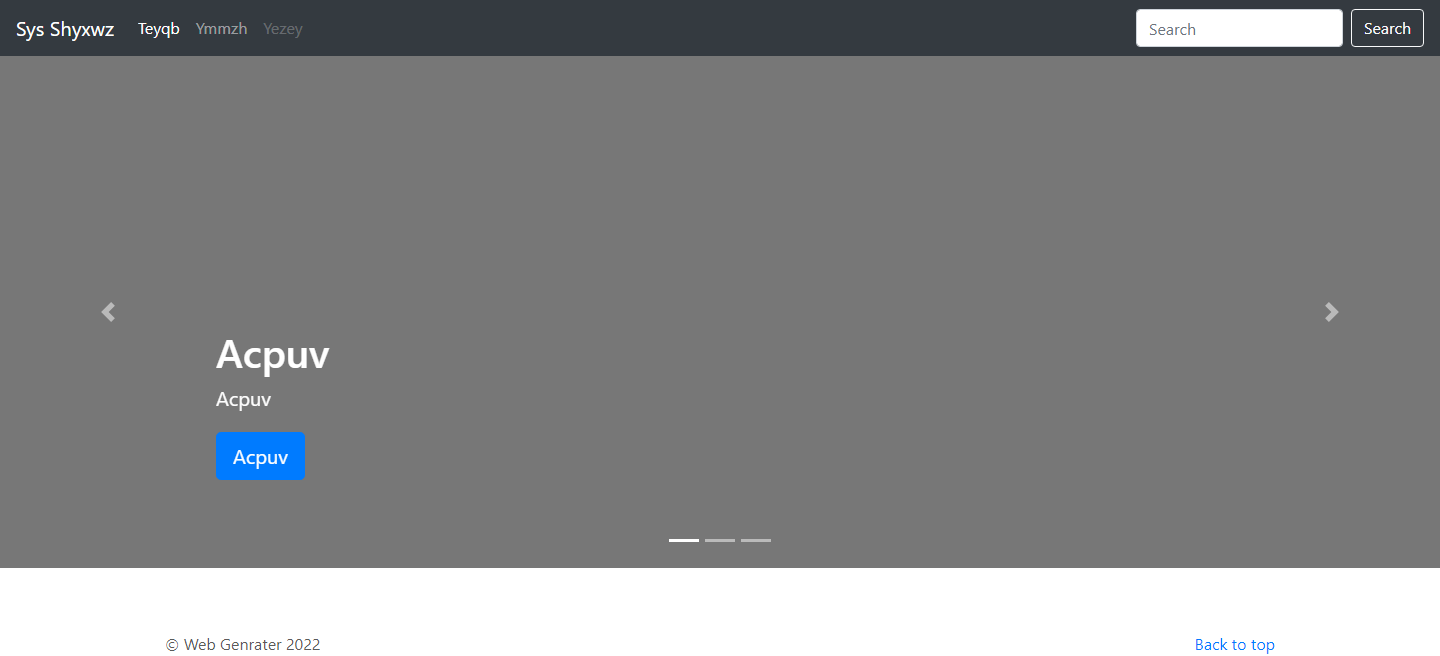 Sys Shyxwz Teyqb Ymmzh Yezey Search Search
Acpuv
Acpuv
Acpuv
© Web Genrater 2022 Back to top